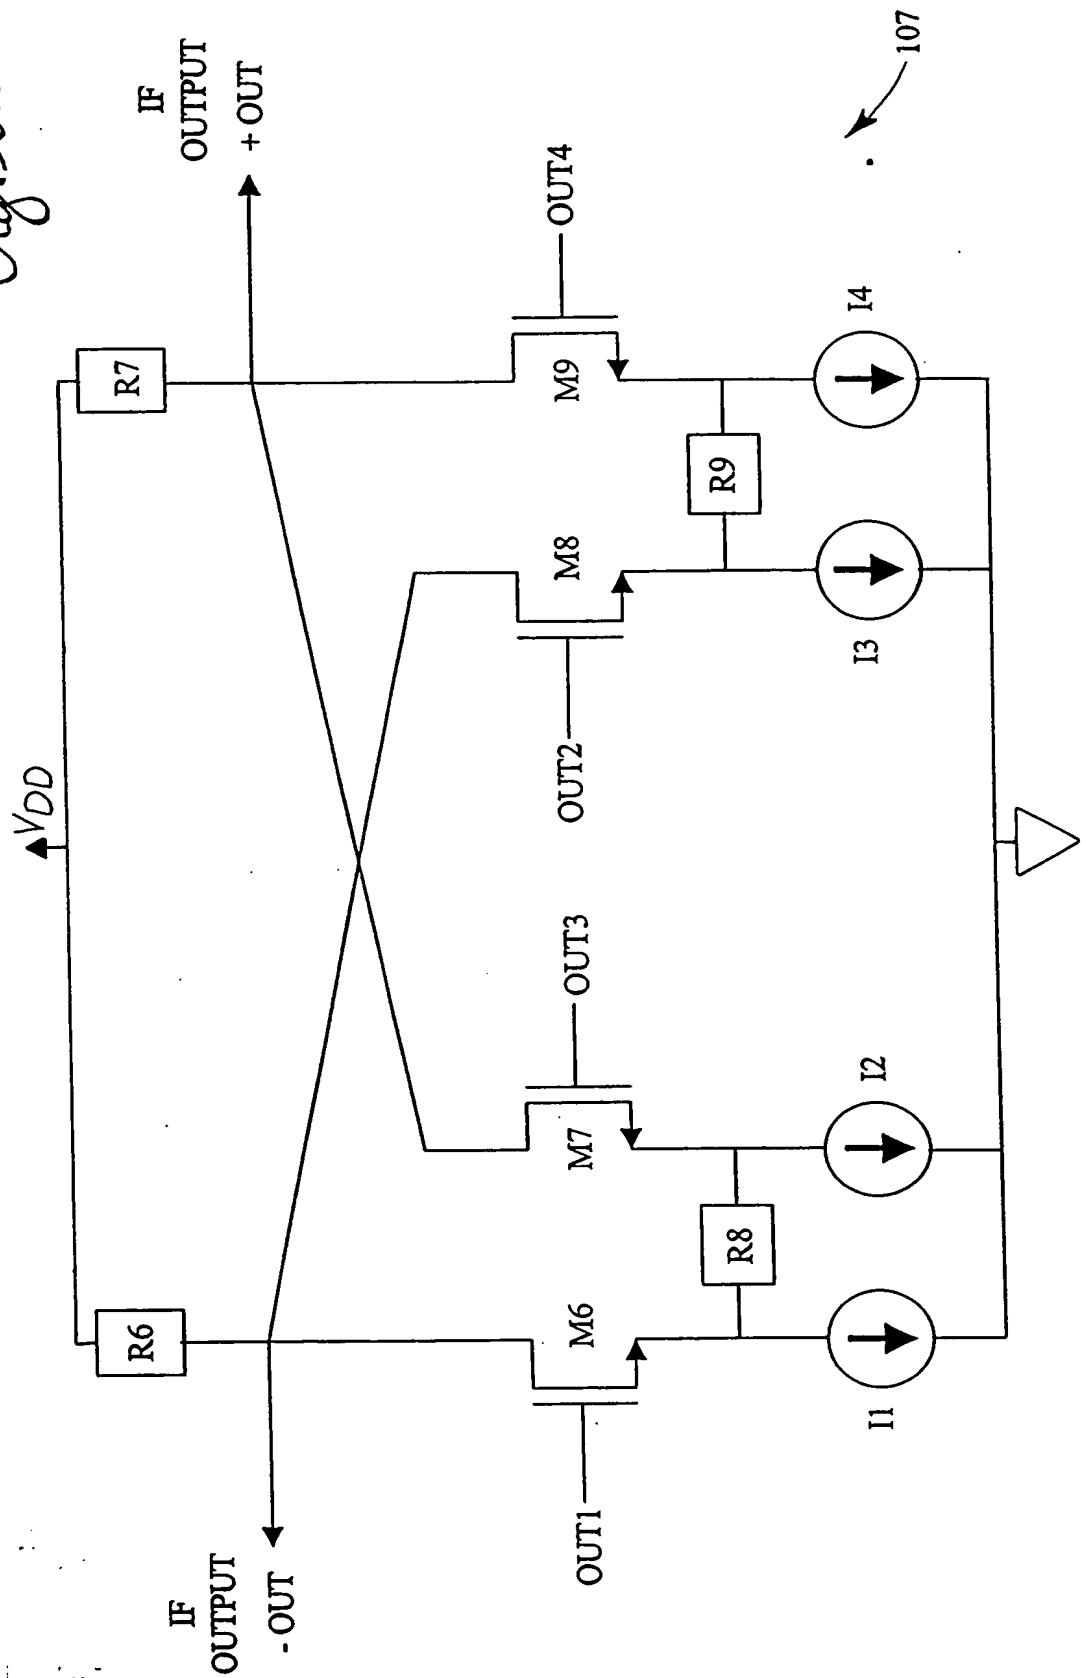 VDD
R6
R7
IF
OUTPUT
- OUT
IF
OUTPUT
+ OUT
OUT1
M6
M7
OUT3
OUT2
M8
M9
OUT4
R8
R9
I1
I2
I3
I4
107